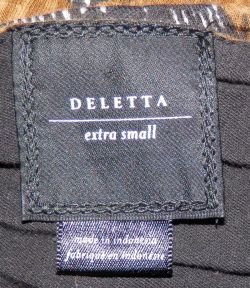 DELETTA
extra small
made in indonesia
fabriqué en indonésie